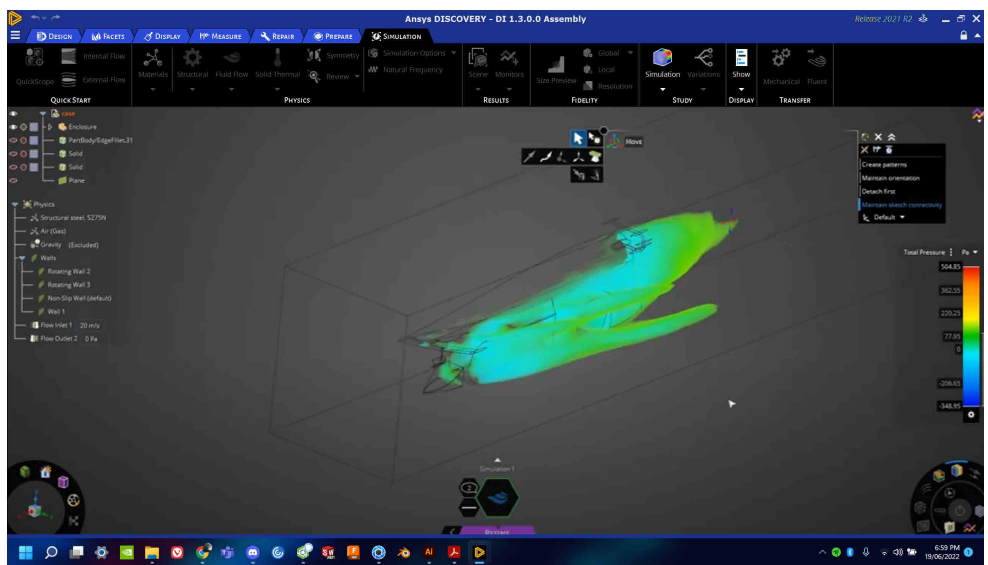 Ansys DISCOVERY - DI 1.3.0.0 Assembly
Release 2021 R2
DESIGN
FACETS
DISPLAY
MEASURE
REPAIR
PREPARE
SIMULATION
QuickScope
Internal Flow
External Flow
Materials
Structural
Fluid Flow
Solid Thermal
Symmetry
Review
Simulation Options
Natural Frequency
Scene
Monitors
Size Preview
Global
Local
Resolution
Simulation
Variations
Show
Mechanical
Fluent
QUICK START
PHYSICS
RESULTS
FIDELITY
STUDY
DISPLAY
TRANSFER
case
Enclosure
PartBody/EdgeFillet.31
Solid
Solid
Plane
Physics
Structural steel, S275N
Air (Gas)
Gravity (Excluded)
Walls
Rotating Wall 2
Rotating Wall 3
Non-Slip Wall (default)
Wall 1
Flow Inlet 1 20 m/s
Flow Outlet 2 0 Pa
Move
Create patterns
Maintain orientation
Detach first
Maintain sketch connectivity
Default
Total Pressure Pa
504.85
362.55
220.25
77.95
0
-206.65
-348.95
Simulation 1
REFINE
6:59 PM
19/06/2022